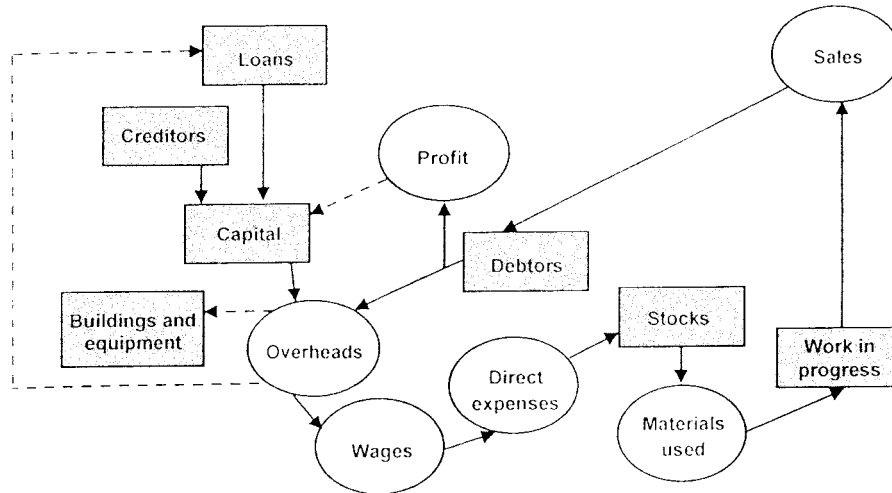 Loans
Sales
Creditors
Profit
Capital
Debtors
Buildings and
equipment
Overheads
Stocks
Work in
progress
Direct
expenses
Wages
Materials
used